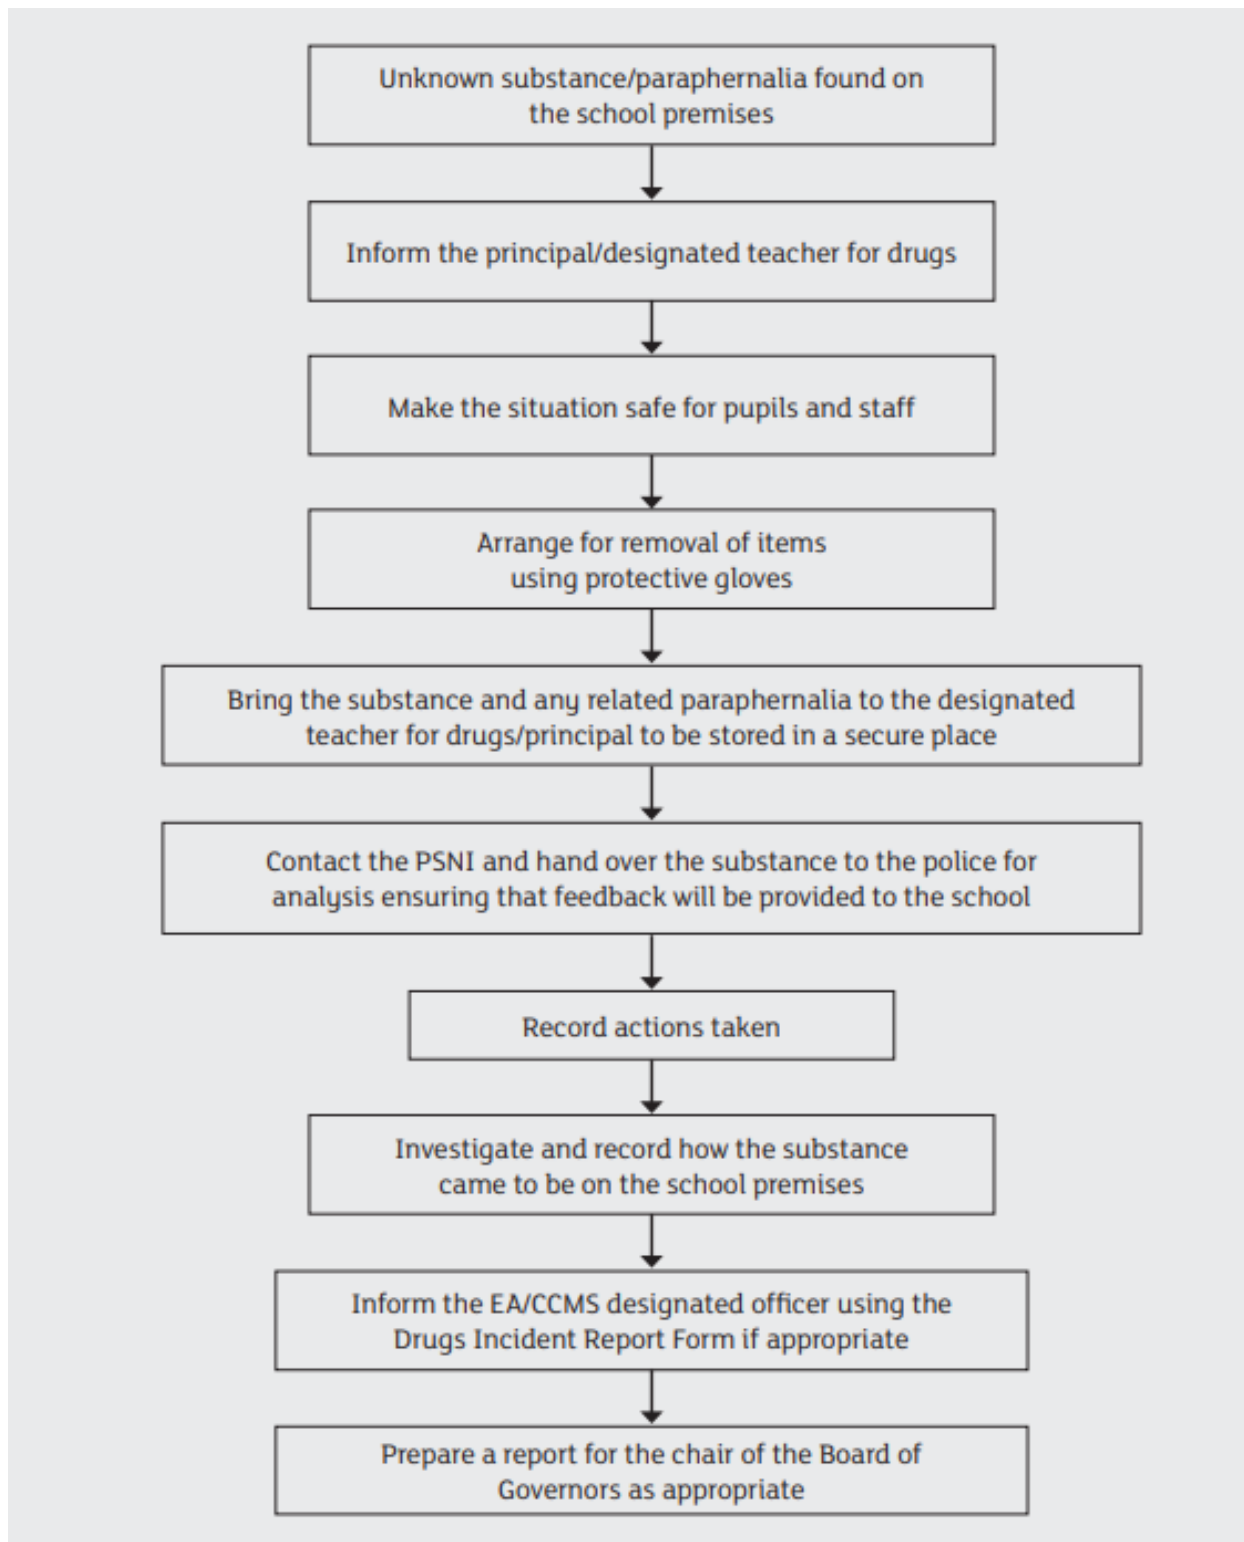 Unknown substance/paraphernalia found on
the school premises
Inform the principal/designated teacher for drugs
Make the situation safe for pupils and staff
Arrange for removal of items
using protective gloves
Bring the substance and any related paraphernalia to the designated
teacher for drugs/principal to be stored in a secure place
Contact the PSNI and hand over the substance to the police for
analysis ensuring that feedback will be provided to the school
Record actions taken
Investigate and record how the substance
came to be on the school premises
Inform the EA/CCMS designated officer using the
Drugs Incident Report Form if appropriate
Prepare a report for the chair of the Board of
Governors as appropriate